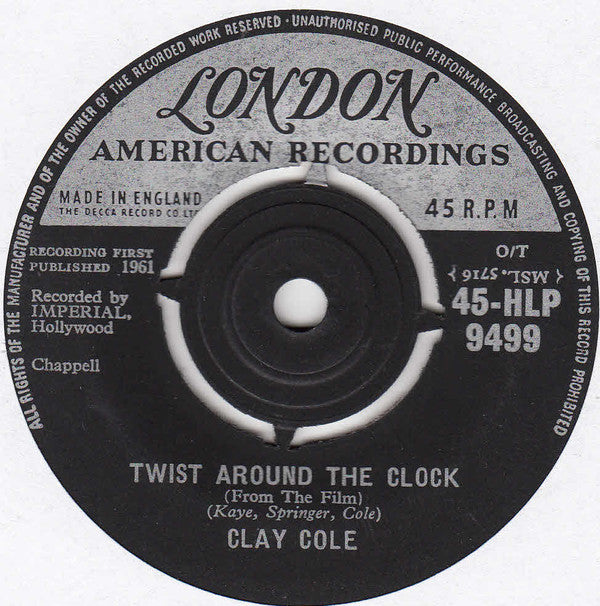 ALL RIGHTS OF THE MANUFACTURER AND OF THE OWNER OF THE RECORDED WORK RESERVED · UNAUTHORISED PUBLIC PERFORMANCE BROADCASTING AND COPYING OF THIS RECORD PROHIBITED
LONDON
AMERICAN RECORDINGS
MADE IN ENGLAND
THE DECCA RECORD CO LT
45 R.P.M
RECORDING FIRST
PUBLISHED 1961
Recorded by
IMPERIAL,
Hollywood
Chappell
O/T
MSL.5716
45-HLP
9499
TWIST AROUND THE CLOCK
(From The Film)
(Kaye, Springer, Cole)
CLAY COLE